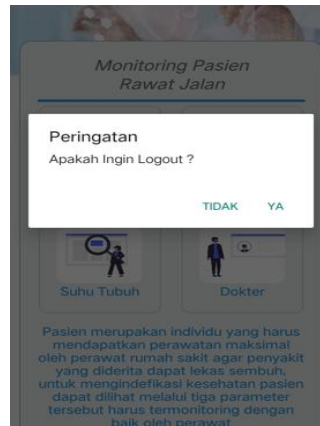 Monitoring Pasien
Rawat Jalan
Peringatan
Apakah Ingin Logout ?
TIDAK YA
Suhu Tubuh Dokter
Pasien merupakan individu yang harus
mendapatkan perawatan maksimal
oleh perawat rumah sakit agar penyakit
yang diderita dapat lekas sembuh,
untuk mengindefikasi kesehatan pasien
dapat dilihat melalui tiga parameter
tersebut harus termonitoring dengan
baik oleh perawat